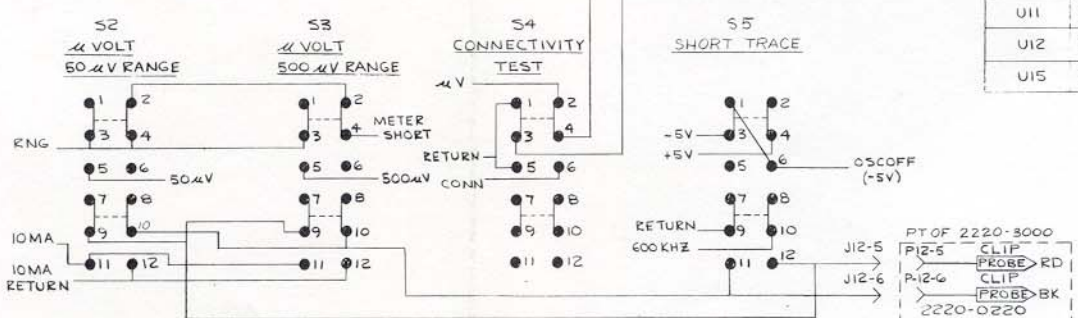 S2
μ VOLT
50 μV RANGE
S3
μ VOLT
500 μV RANGE
S4
CONNECTIVITY
TEST
S5
SHORT TRACE
U11
U12
U15
μV
1 2
3 4
5 6
7 8
9 10
11 12
RNG
50μV
10MA
10MA
RETURN
1 2
3 4
5 6
7 8
9 10
11 12
METER
SHORT
500μV
1 2
3 4
5 6
7 8
9 10
11 12
RETURN
CONN
1 2
3 4
5 6
7 8
9 10
11 12
-5V
+5V
OSCOFF
(-5V)
RETURN
600KHZ
J12-5
J12-6
PT OF 2220-3000
P12-5 CLIP
PROBE RD
P-12-6 CLIP
PROBE BK
2220-0220